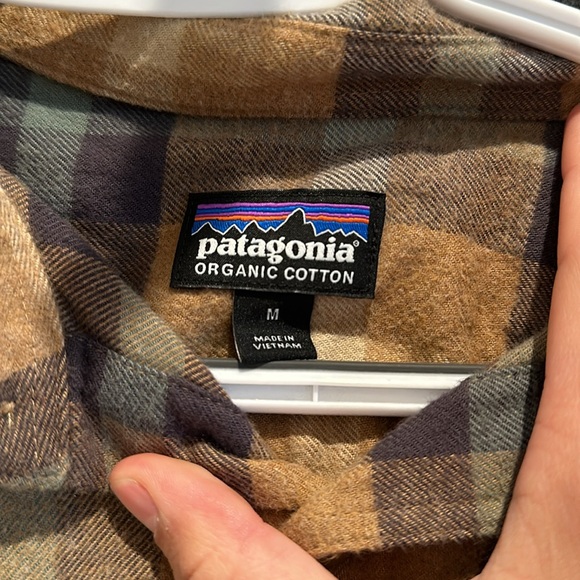 patagonia®
ORGANIC COTTON
M
MADE IN
VIETNAM